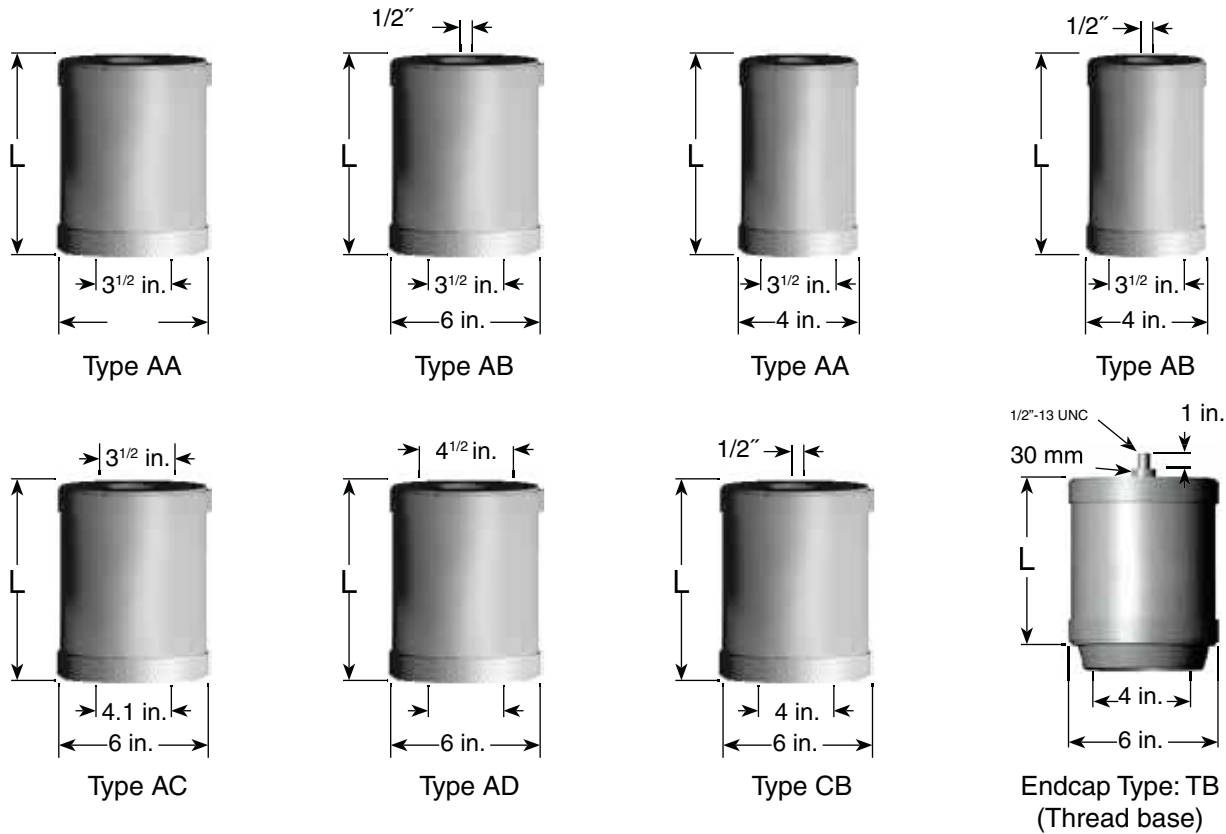 1/2″
1/2″
L
L
L
L
3 1/2 in.
3 1/2 in.
3 1/2 in.
3 1/2 in.
6 in.
4 in.
4 in.
Type AA
Type AB
Type AA
Type AB
1/2"-13 UNC
1 in.
3 1/2 in.
4 1/2 in.
1/2″
30 mm
L
L
L
L
4.1 in.
4 in.
4 in.
6 in.
6 in.
6 in.
6 in.
Type AC
Type AD
Type CB
Endcap Type: TB
(Thread base)